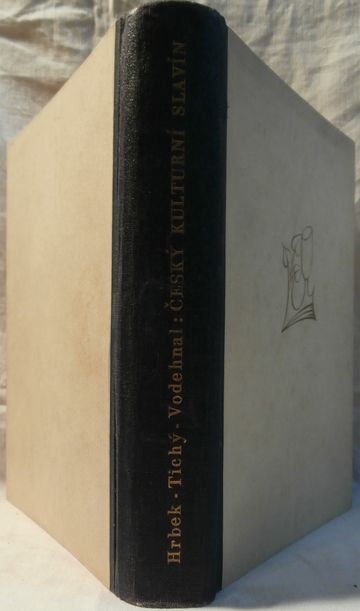 Hrbek - Tichý - Vodehnal: ČESKÝ KULTURNÍ SLAVÍN